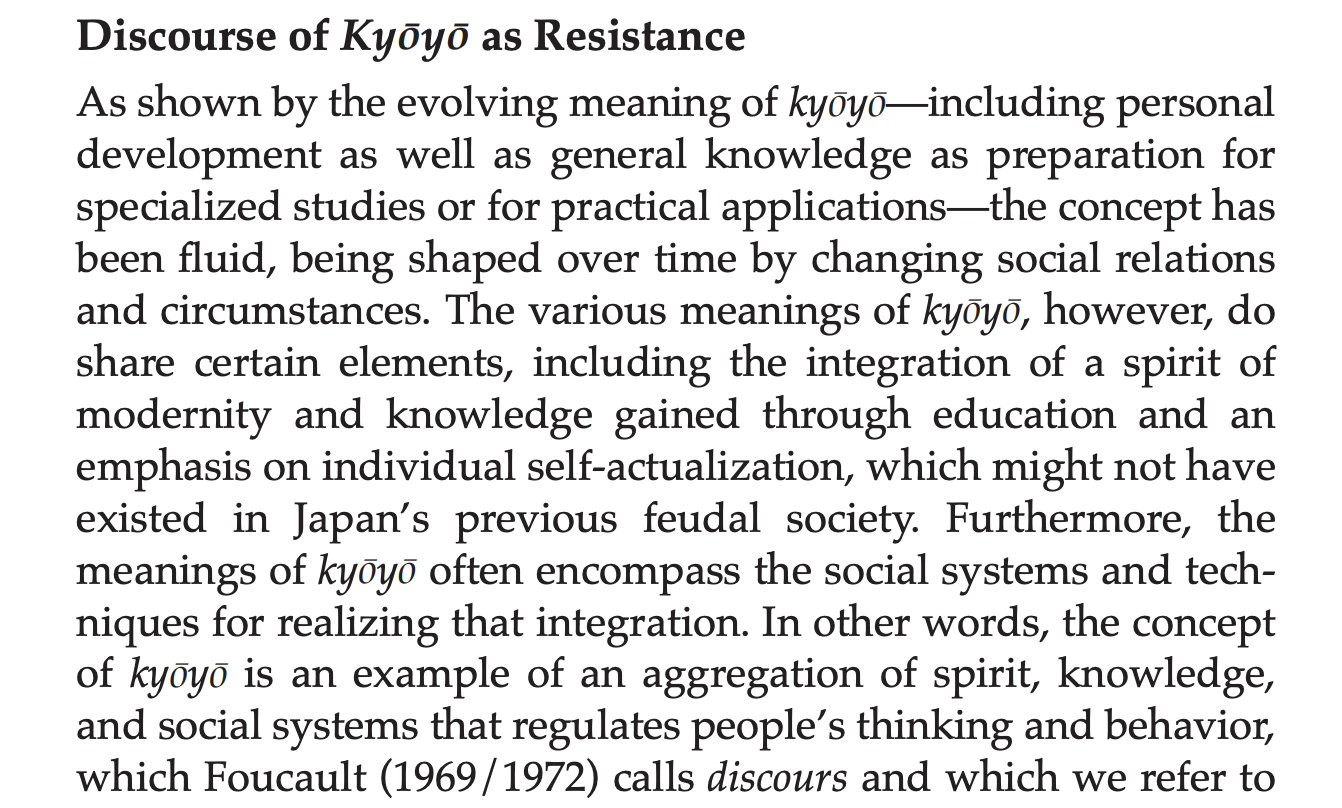 Discourse of Kyōyō as Resistance
As shown by the evolving meaning of kyōyō—including personal
development as well as general knowledge as preparation for
specialized studies or for practical applications—the concept has
been fluid, being shaped over time by changing social relations
and circumstances. The various meanings of kyōyō, however, do
share certain elements, including the integration of a spirit of
modernity and knowledge gained through education and an
emphasis on individual self-actualization, which might not have
existed in Japan's previous feudal society. Furthermore, the
meanings of kyōyō often encompass the social systems and tech-
niques for realizing that integration. In other words, the concept
of kyōyō is an example of an aggregation of spirit, knowledge,
and social systems that regulates people's thinking and behavior,
which Foucault (1969/1972) calls discours and which we refer to